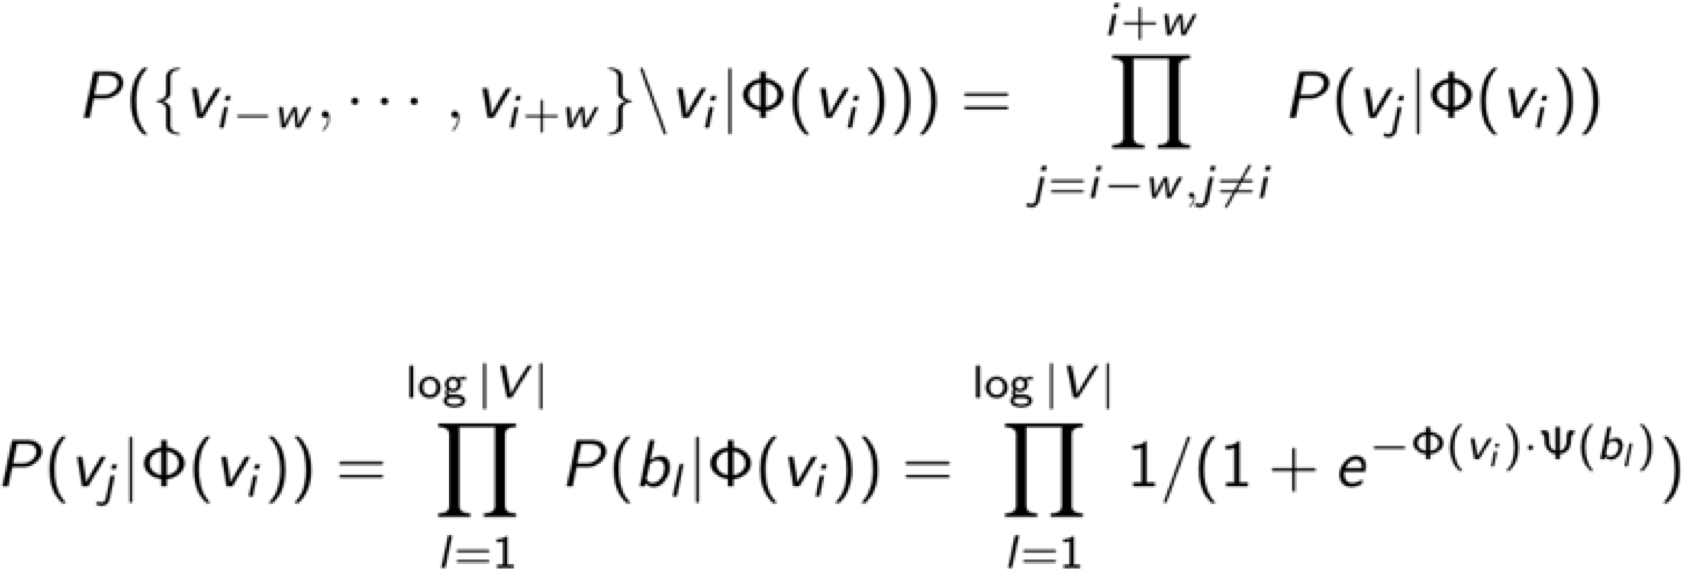 P({v_{i−w}, ⋯ , v_{i+w}}\v_i|Φ(v_i))) = ∏_{j=i−w,j≠i}^{i+w} P(v_j|Φ(v_i))
P(v_j|Φ(v_i)) = ∏_{l=1}^{log|V|} P(b_l|Φ(v_i)) = ∏_{l=1}^{log|V|} 1/(1 + e^{−Φ(v_i)·Ψ(b_l)})